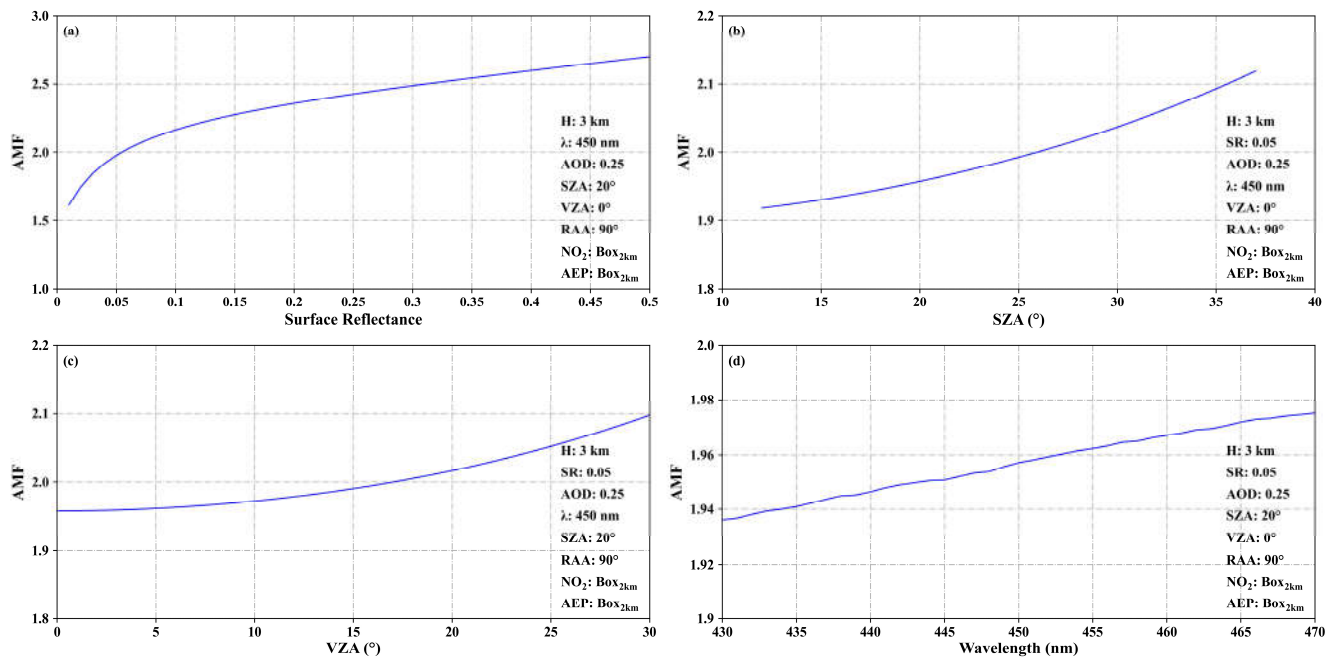 (a)
3.0
2.5
2.0
1.5
1.0
AMF
H: 3 km
λ: 450 nm
AOD: 0.25
SZA: 20°
VZA: 0°
RAA: 90°
NO₂: Box₂ₖₘ
AEP: Box₂ₖₘ
0 0.05 0.1 0.15 0.2 0.25 0.3 0.35 0.4 0.45 0.5
Surface Reflectance
(b)
2.2
2.1
2.0
1.9
1.8
AMF
H: 3 km
SR: 0.05
AOD: 0.25
λ: 450 nm
VZA: 0°
RAA: 90°
NO₂: Box₂ₖₘ
AEP: Box₂ₖₘ
10 15 20 25 30 35 40
SZA (°)
(c)
2.2
2.1
2.0
1.9
1.8
AMF
H: 3 km
SR: 0.05
AOD: 0.25
λ: 450 nm
SZA: 20°
RAA: 90°
NO₂: Box₂ₖₘ
AEP: Box₂ₖₘ
0 5 10 15 20 25 30
VZA (°)
(d)
2.0
1.98
1.96
1.94
1.92
1.9
AMF
H: 3 km
SR: 0.05
AOD: 0.25
SZA: 20°
VZA: 0°
RAA: 90°
NO₂: Box₂ₖₘ
AEP: Box₂ₖₘ
430 435 440 445 450 455 460 465 470
Wavelength (nm)